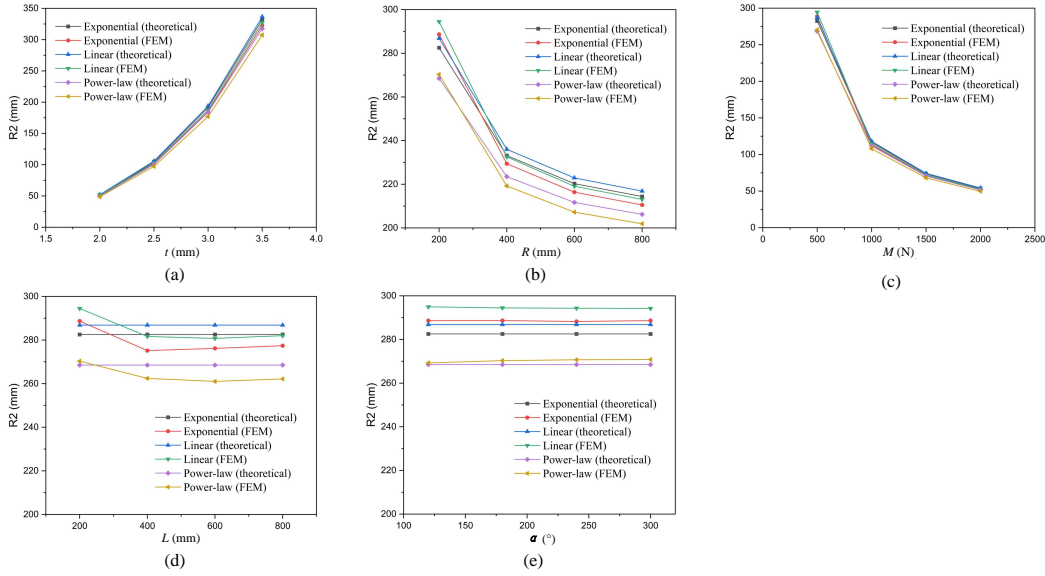 350
300
250
200
150
100
50
0
R2 (mm)
Exponential (theoretical)
Exponential (FEM)
Linear (theoretical)
Linear (FEM)
Power-law (theoretical)
Power-law (FEM)
1.5 2.0 2.5 3.0 3.5 4.0
t (mm)
(a)
300
280
260
240
220
200
R2 (mm)
Exponential (theoretical)
Exponential (FEM)
Linear (theoretical)
Linear (FEM)
Power-law (theoretical)
Power-law (FEM)
200 400 600 800
R (mm)
(b)
300
250
200
150
100
50
0
R2 (mm)
Exponential (theoretical)
Exponential (FEM)
Linear (theoretical)
Linear (FEM)
Power-law (theoretical)
Power-law (FEM)
0 500 1000 1500 2000 2500
M (N)
(c)
300
280
260
240
220
200
R2 (mm)
Exponential (theoretical)
Exponential (FEM)
Linear (theoretical)
Linear (FEM)
Power-law (theoretical)
Power-law (FEM)
200 400 600 800
L (mm)
(d)
300
280
260
240
220
200
R2 (mm)
Exponential (theoretical)
Exponential (FEM)
Linear (theoretical)
Linear (FEM)
Power-law (theoretical)
Power-law (FEM)
100 150 200 250 300
α (°)
(e)